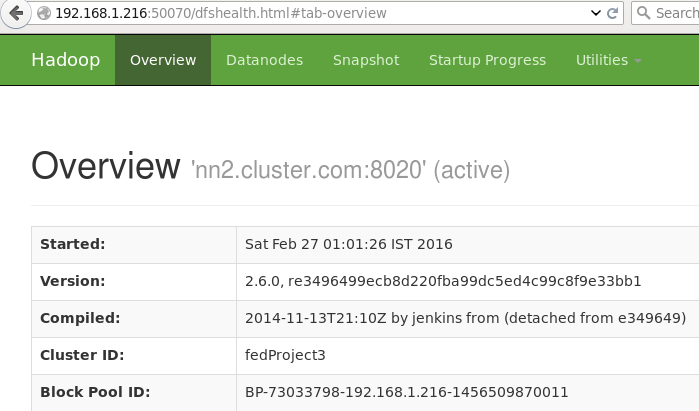 192.168.1.216:50070/dfshealth.html#tab-overview Search
Hadoop Overview Datanodes Snapshot Startup Progress Utilities
Overview 'nn2.cluster.com:8020' (active)
Started: Sat Feb 27 01:01:26 IST 2016
Version: 2.6.0, re3496499ecb8d220fba99dc5ed4c99c8f9e33bb1
Compiled: 2014-11-13T21:10Z by jenkins from (detached from e349649)
Cluster ID: fedProject3
Block Pool ID: BP-73033798-192.168.1.216-1456509870011